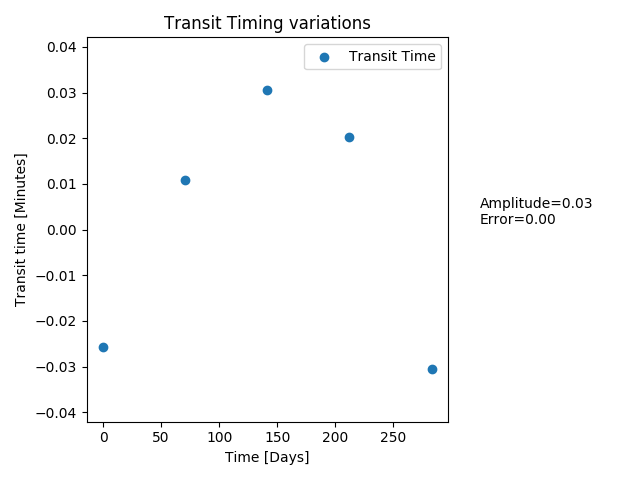 Transit Timing variations
Transit Time
0.04
0.03
0.02
0.01
0.00
−0.01
−0.02
−0.03
−0.04
Transit time [Minutes]
0
50
100
150
200
250
Time [Days]
Amplitude=0.03
Error=0.00